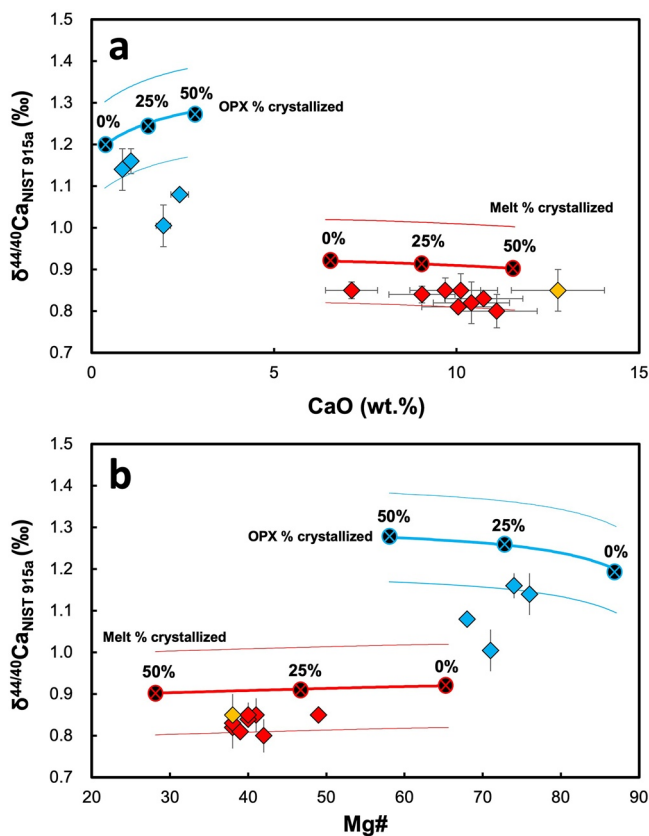 a
δ44/40CaNIST 915a (‰)
1.5
1.4
1.3
1.2
1.1
1.0
0.9
0.8
0.7
0% 25% 50% OPX % crystallized
Melt % crystallized
0% 25% 50%
0 5 10 15
CaO (wt.%)
b
δ44/40CaNIST 915a (‰)
1.5
1.4
1.3
1.2
1.1
1.0
0.9
0.8
0.7
OPX % crystallized 50% 25% 0%
Melt % crystallized
50% 25% 0%
20 30 40 50 60 70 80 90
Mg#